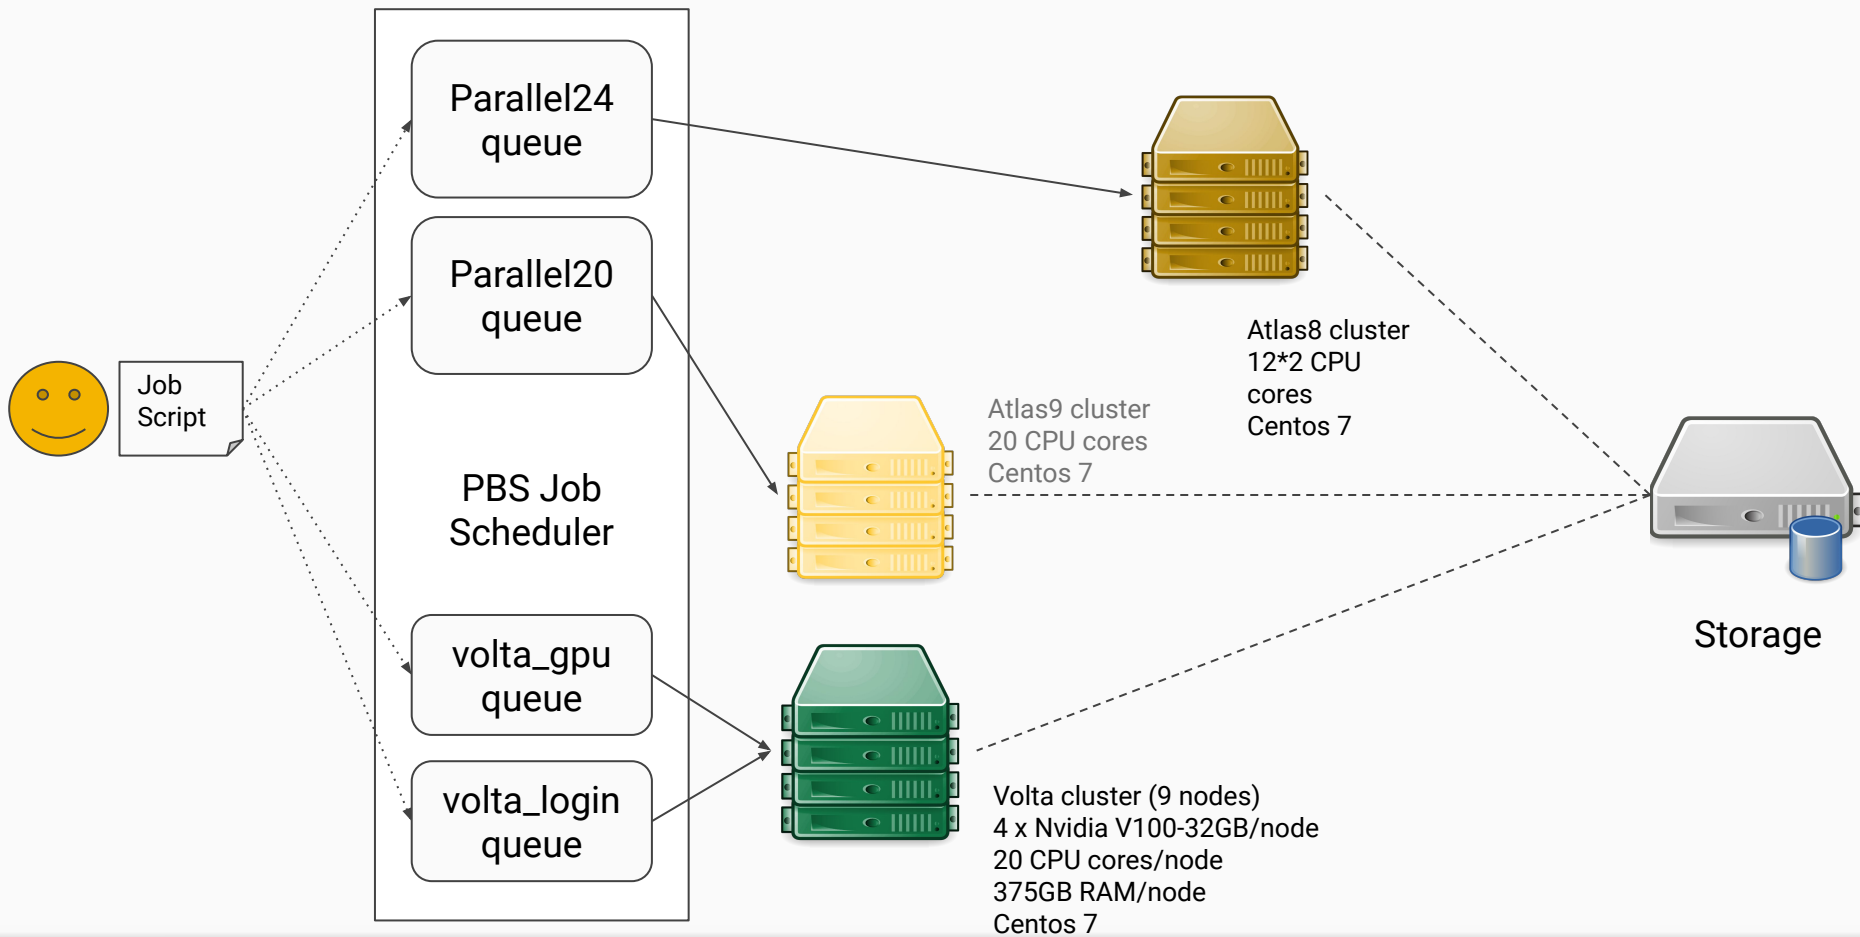 Parallel24
queue
Parallel20
queue
Job
Script
PBS Job
Scheduler
volta_gpu
queue
volta_login
queue
Atlas8 cluster
12*2 CPU
cores
Centos 7
Atlas9 cluster
20 CPU cores
Centos 7
Storage
Volta cluster (9 nodes)
4 x Nvidia V100-32GB/node
20 CPU cores/node
375GB RAM/node
Centos 7